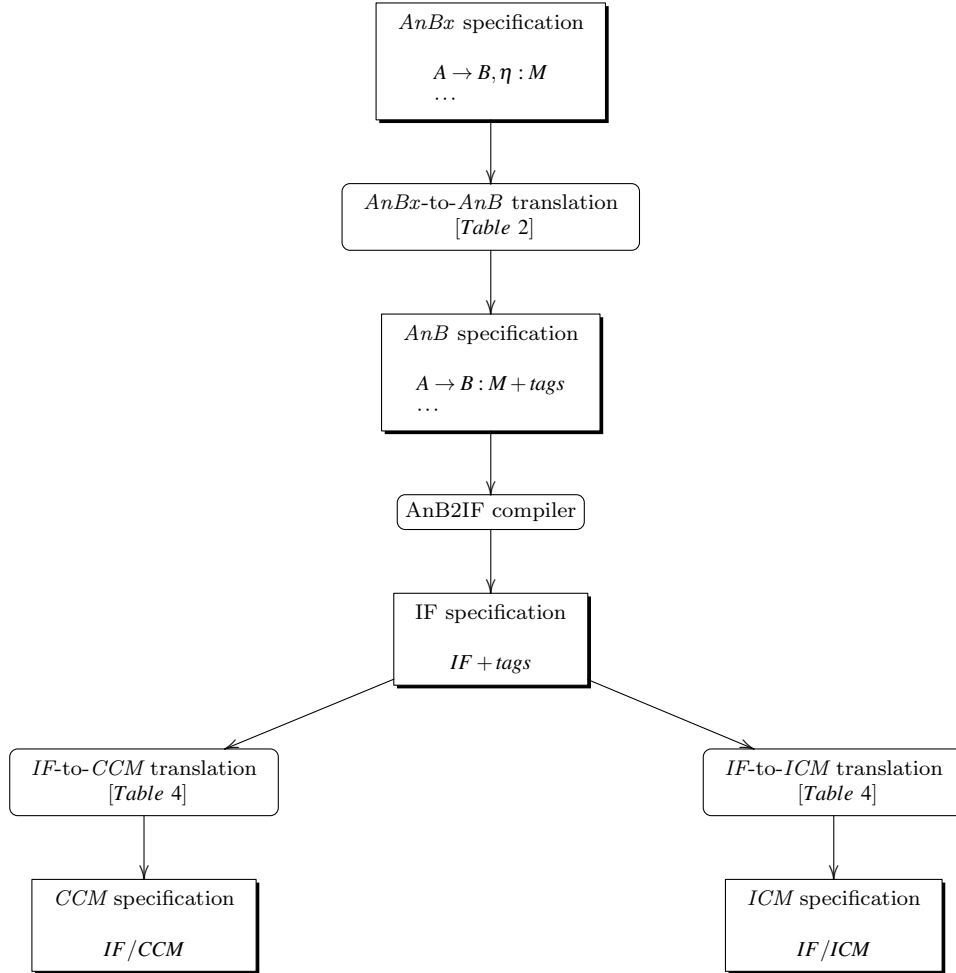 AnBx specification
A → B, η : M
...
AnBx-to-AnB translation
[Table 2]
AnB specification
A → B : M + tags
...
AnB2IF compiler
IF specification
IF + tags
IF-to-CCM translation
[Table 4]
IF-to-ICM translation
[Table 4]
CCM specification
IF/CCM
ICM specification
IF/ICM